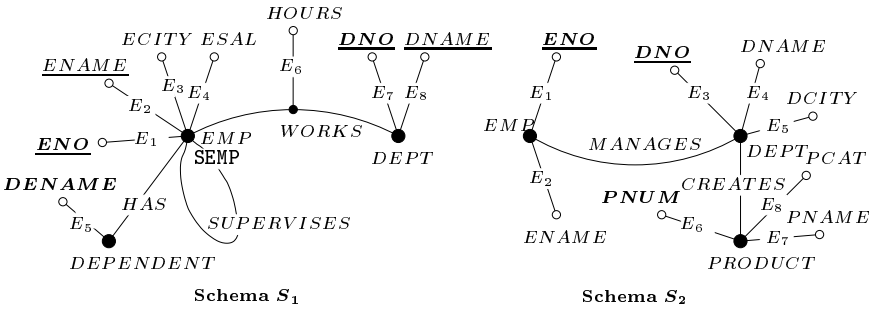 HOURS
ECITY ESAL DNO DNAME ENO DNO DNAME
ENAME E6
E3 E4 E7 E8 E1 E3 E4 DCITY
E2 E5
ENO E1 EMP WORKS EMP MANAGES
SEMP DEPT DEPT PCAT
DENAME E2 CREATES
HAS PNUM E8 PNAME
E5 SUPERVISES E6
ENAME E7
DEPENDENT PRODUCT
Schema S1 Schema S2